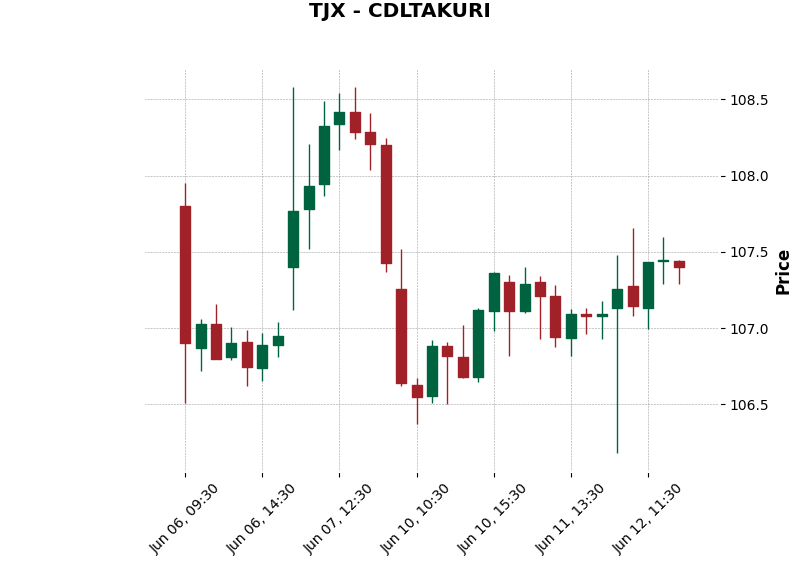 TJX - CDLTAKURI
108.5
108.0
107.5
107.0
106.5
Price
Jun 06, 09:30
Jun 06, 14:30
Jun 07, 12:30
Jun 10, 10:30
Jun 10, 15:30
Jun 11, 13:30
Jun 12, 11:30